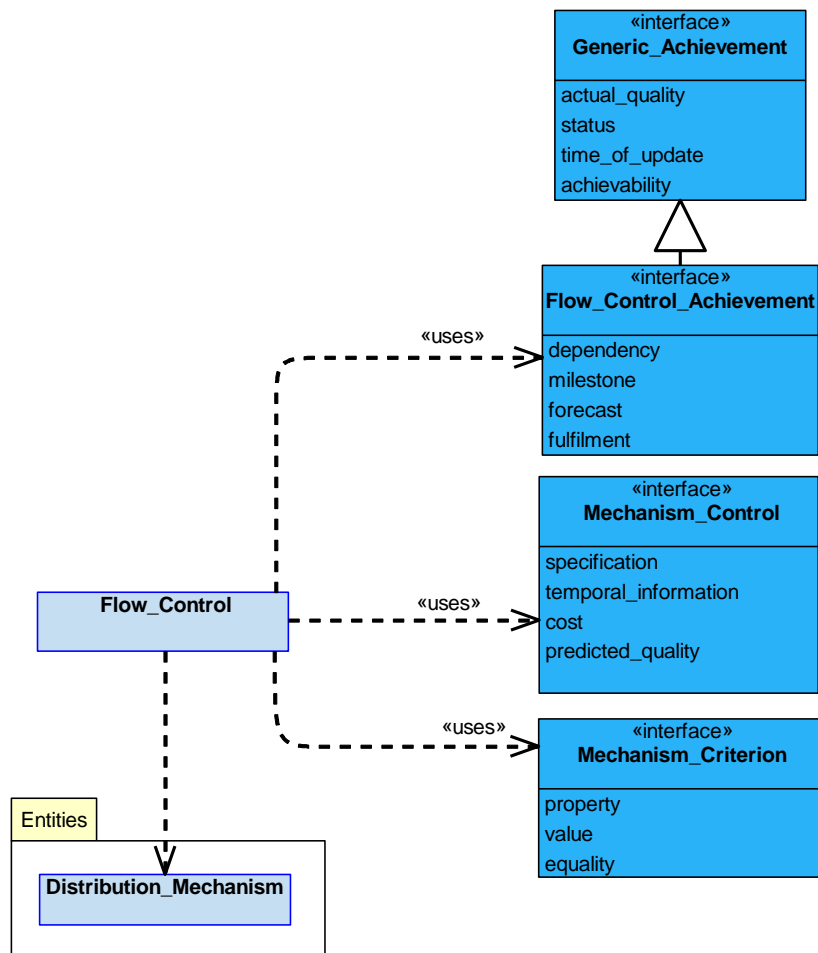 «interface»
Generic_Achievement
actual_quality
status
time_of_update
achievability
«interface»
Flow_Control_Achievement
dependency
milestone
forecast
fulfilment
«uses»
«interface»
Mechanism_Control
specification
temporal_information
cost
predicted_quality
Flow_Control
«uses»
«interface»
Mechanism_Criterion
property
value
equality
«uses»
Entities
Distribution_Mechanism